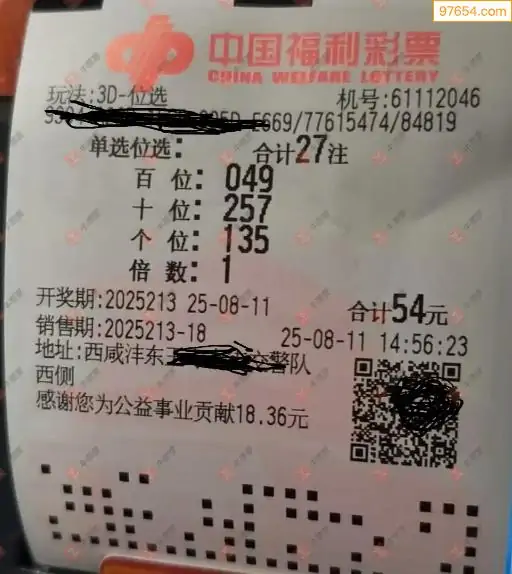 97654.com
中国福利彩票
CHINA WELFARE LOTTERY
玩法:3D-位选 机号:61112046
E669/77615474/84819
单选位选: 合计27注
百 位: 049
十 位: 257
个 位: 135
倍 数: 1
开奖期:2025213 25-08-11 合计54元
销售期:2025213-18 25-08-11 14:56:23
地址:西咸沣东 交警队
西侧
感谢您为公益事业贡献18.36元